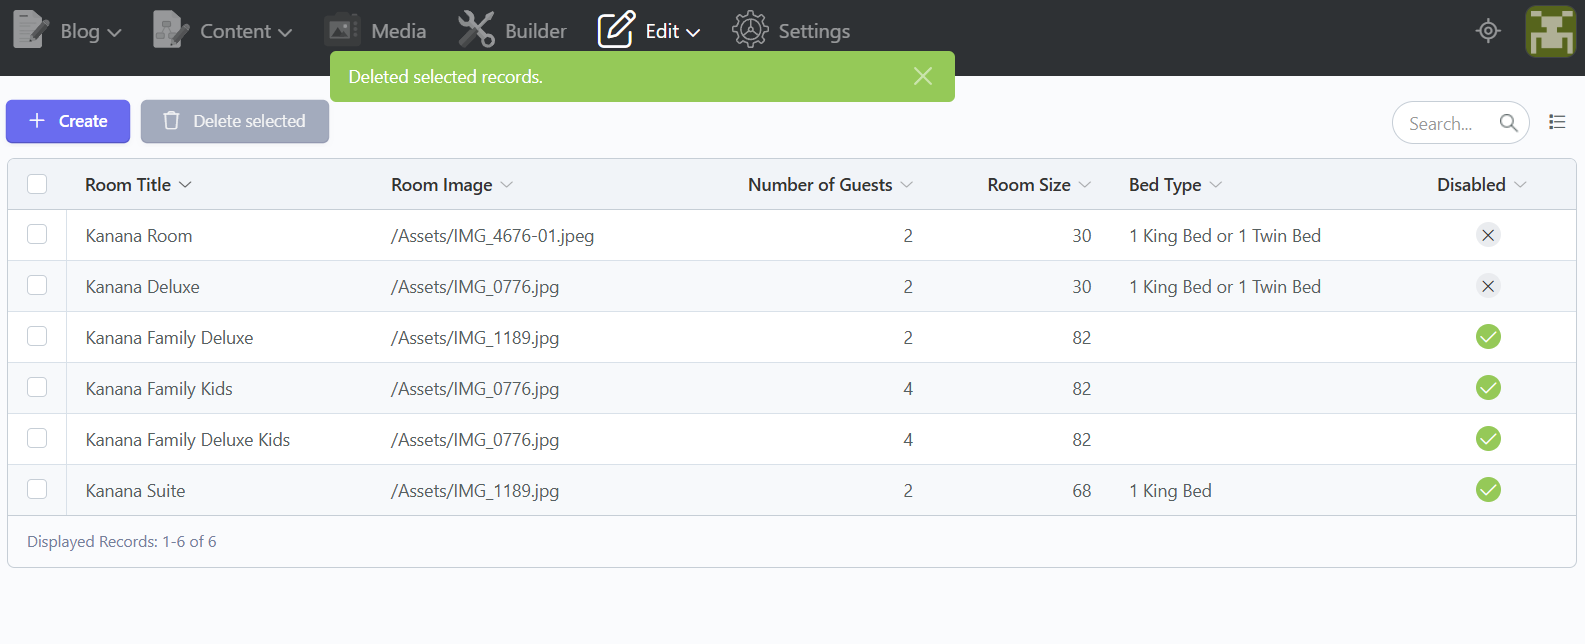 Blog Content Media Builder Edit Settings
Deleted selected records.
Create Delete selected Search...
Room Title Room Image Number of Guests Room Size Bed Type Disabled
Kanana Room /Assets/IMG_4676-01.jpeg 2 30 1 King Bed or 1 Twin Bed
Kanana Deluxe /Assets/IMG_0776.jpg 2 30 1 King Bed or 1 Twin Bed
Kanana Family Deluxe /Assets/IMG_1189.jpg 2 82
Kanana Family Kids /Assets/IMG_0776.jpg 4 82
Kanana Family Deluxe Kids /Assets/IMG_0776.jpg 4 82
Kanana Suite /Assets/IMG_1189.jpg 2 68 1 King Bed
Displayed Records: 1-6 of 6